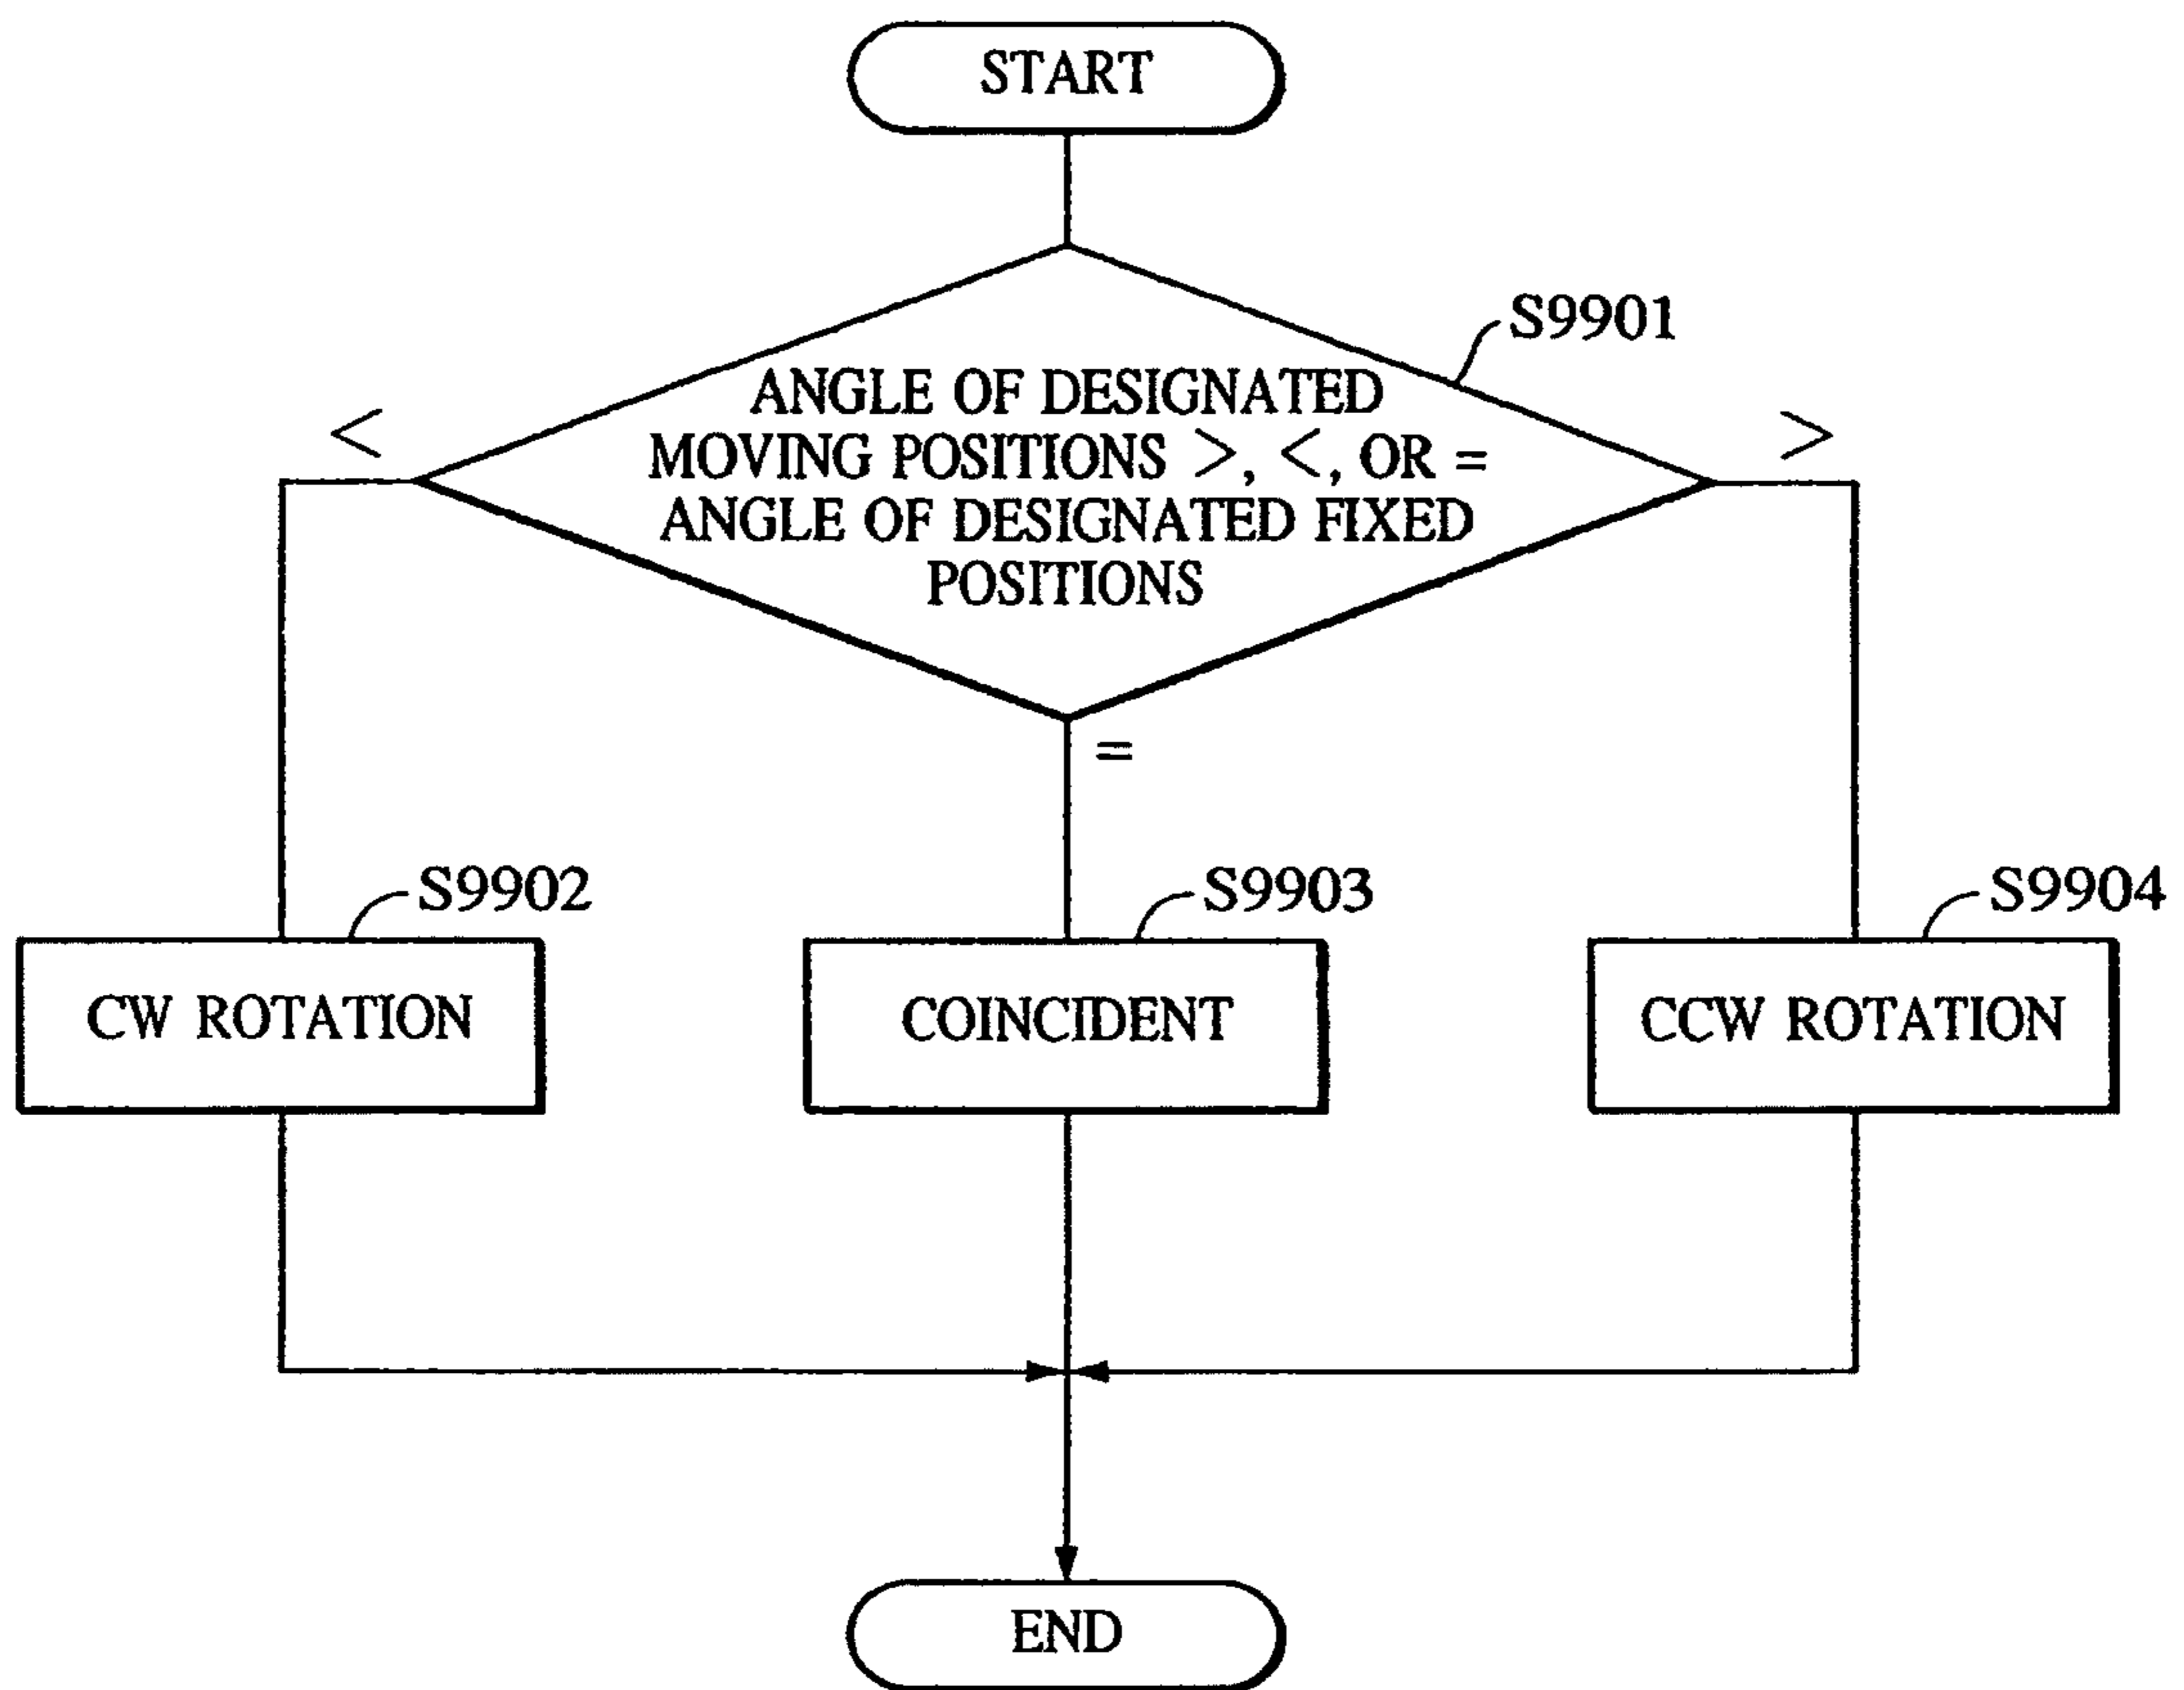 START
S9901
ANGLE OF DESIGNATED
MOVING POSITIONS >, <, OR =
ANGLE OF DESIGNATED FIXED
POSITIONS
<
>
=
S9902
S9903
S9904
CW ROTATION
COINCIDENT
CCW ROTATION
END